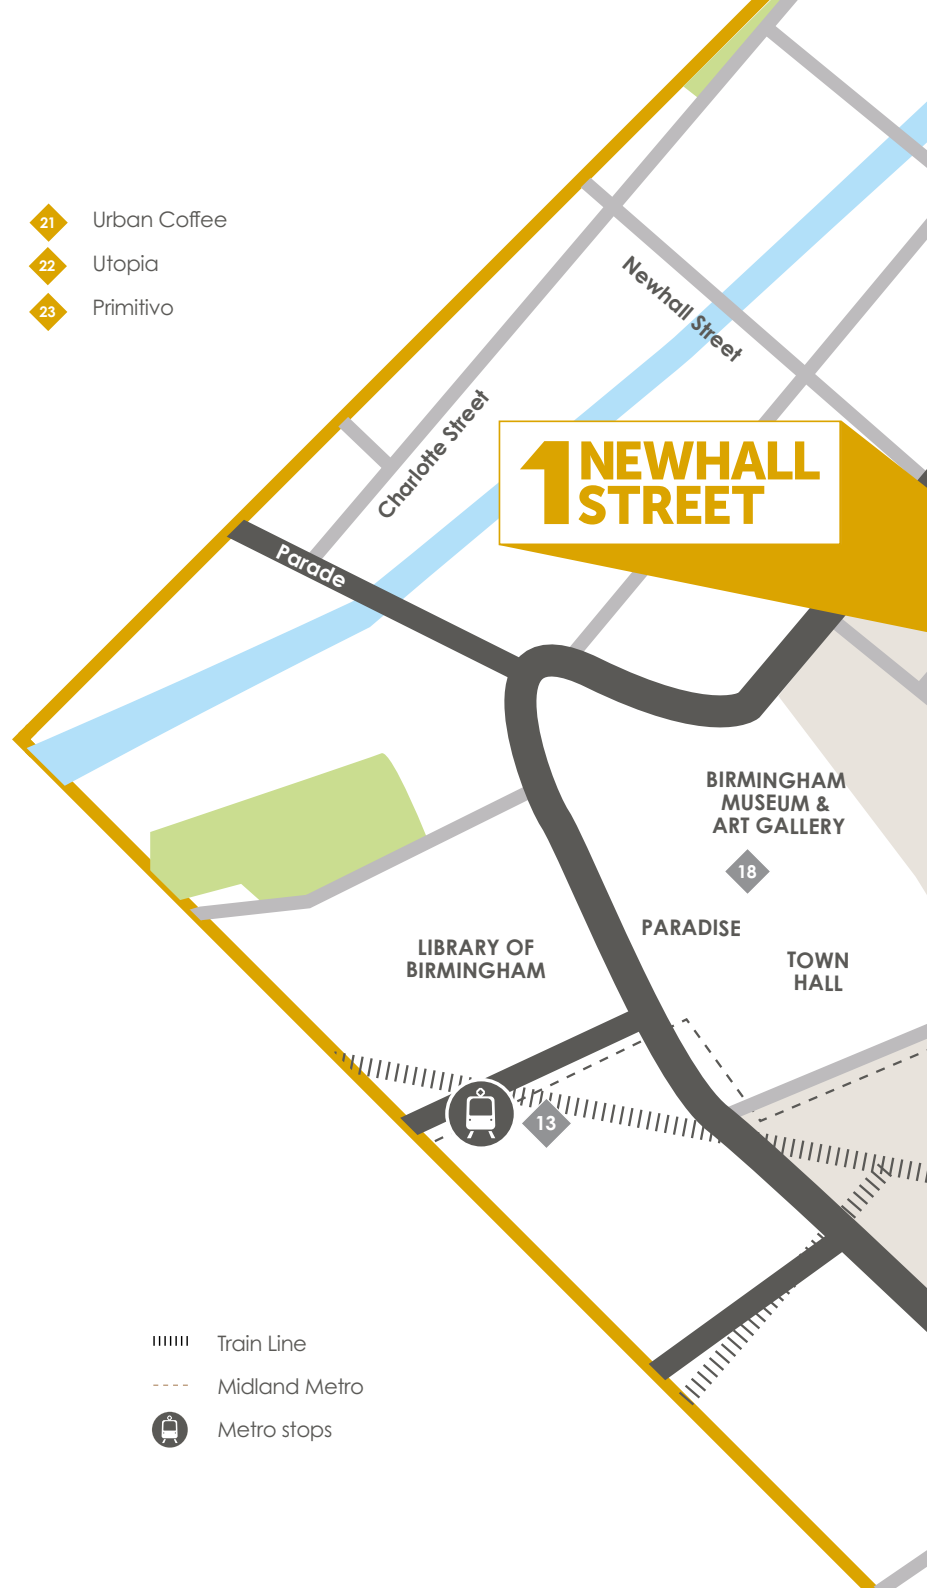 21 Urban Coffee
22 Utopia
23 Primitivo
Newhall Street
Charlotte Street
1 NEWHALL
STREET
Parade
BIRMINGHAM
MUSEUM &
ART GALLERY
18
PARADISE
LIBRARY OF
BIRMINGHAM
TOWN
HALL
13
Train Line
Midland Metro
Metro stops